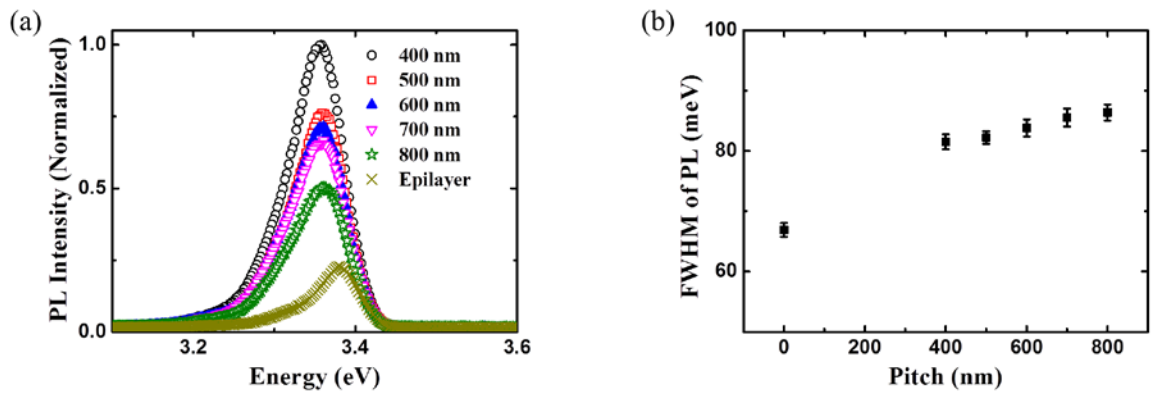 (a)
PL Intensity (Normalized)
1.0
0.5
0.0
400 nm
500 nm
600 nm
700 nm
800 nm
Epilayer
3.2
3.4
3.6
Energy (eV)
(b)
FWHM of PL (meV)
80
60
0
200
400
600
800
Pitch (nm)